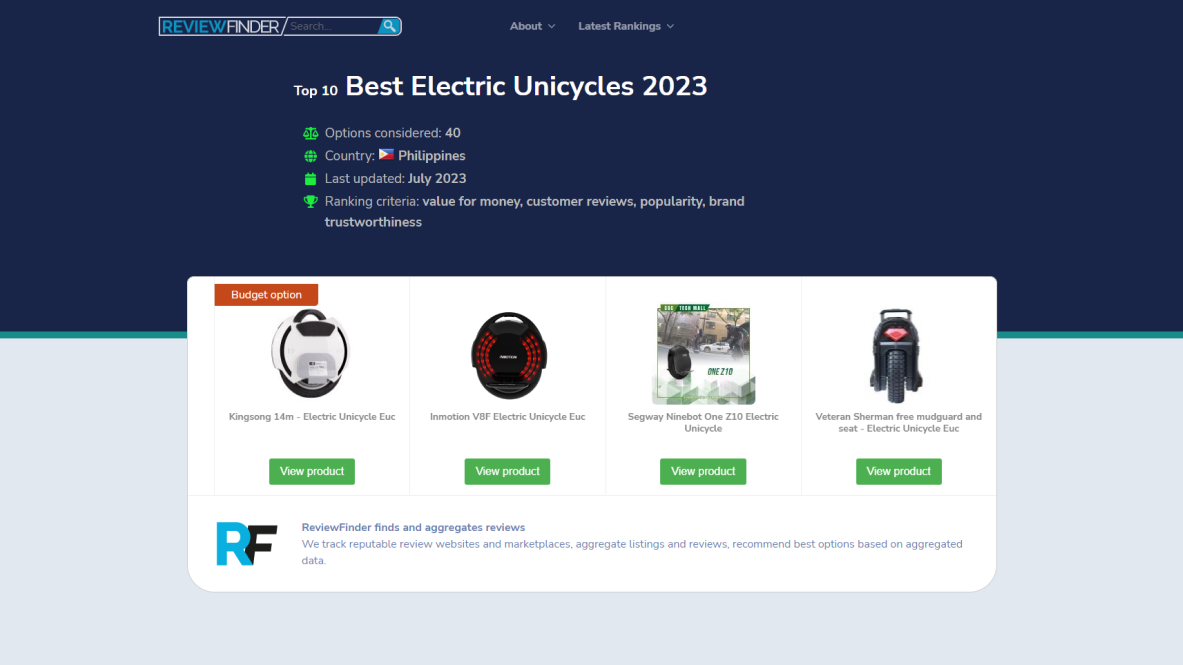 REVIEWFINDER
Search...
About
Latest Rankings
Top 10 Best Electric Unicycles 2023
Options considered: 40
Country: Philippines
Last updated: July 2023
Ranking criteria: value for money, customer reviews, popularity, brand
trustworthiness
Budget option
INMOTION
TECH MALL
ONE Z10
Kingsong 14m - Electric Unicycle Euc
Inmotion V8F Electric Unicycle Euc
Segway Ninebot One Z10 Electric
Unicycle
Veteran Sherman free mudguard and
seat - Electric Unicycle Euc
View product
View product
View product
View product
RF
ReviewFinder finds and aggregates reviews
We track reputable review websites and marketplaces, aggregate listings and reviews, recommend best options based on aggregated
data.